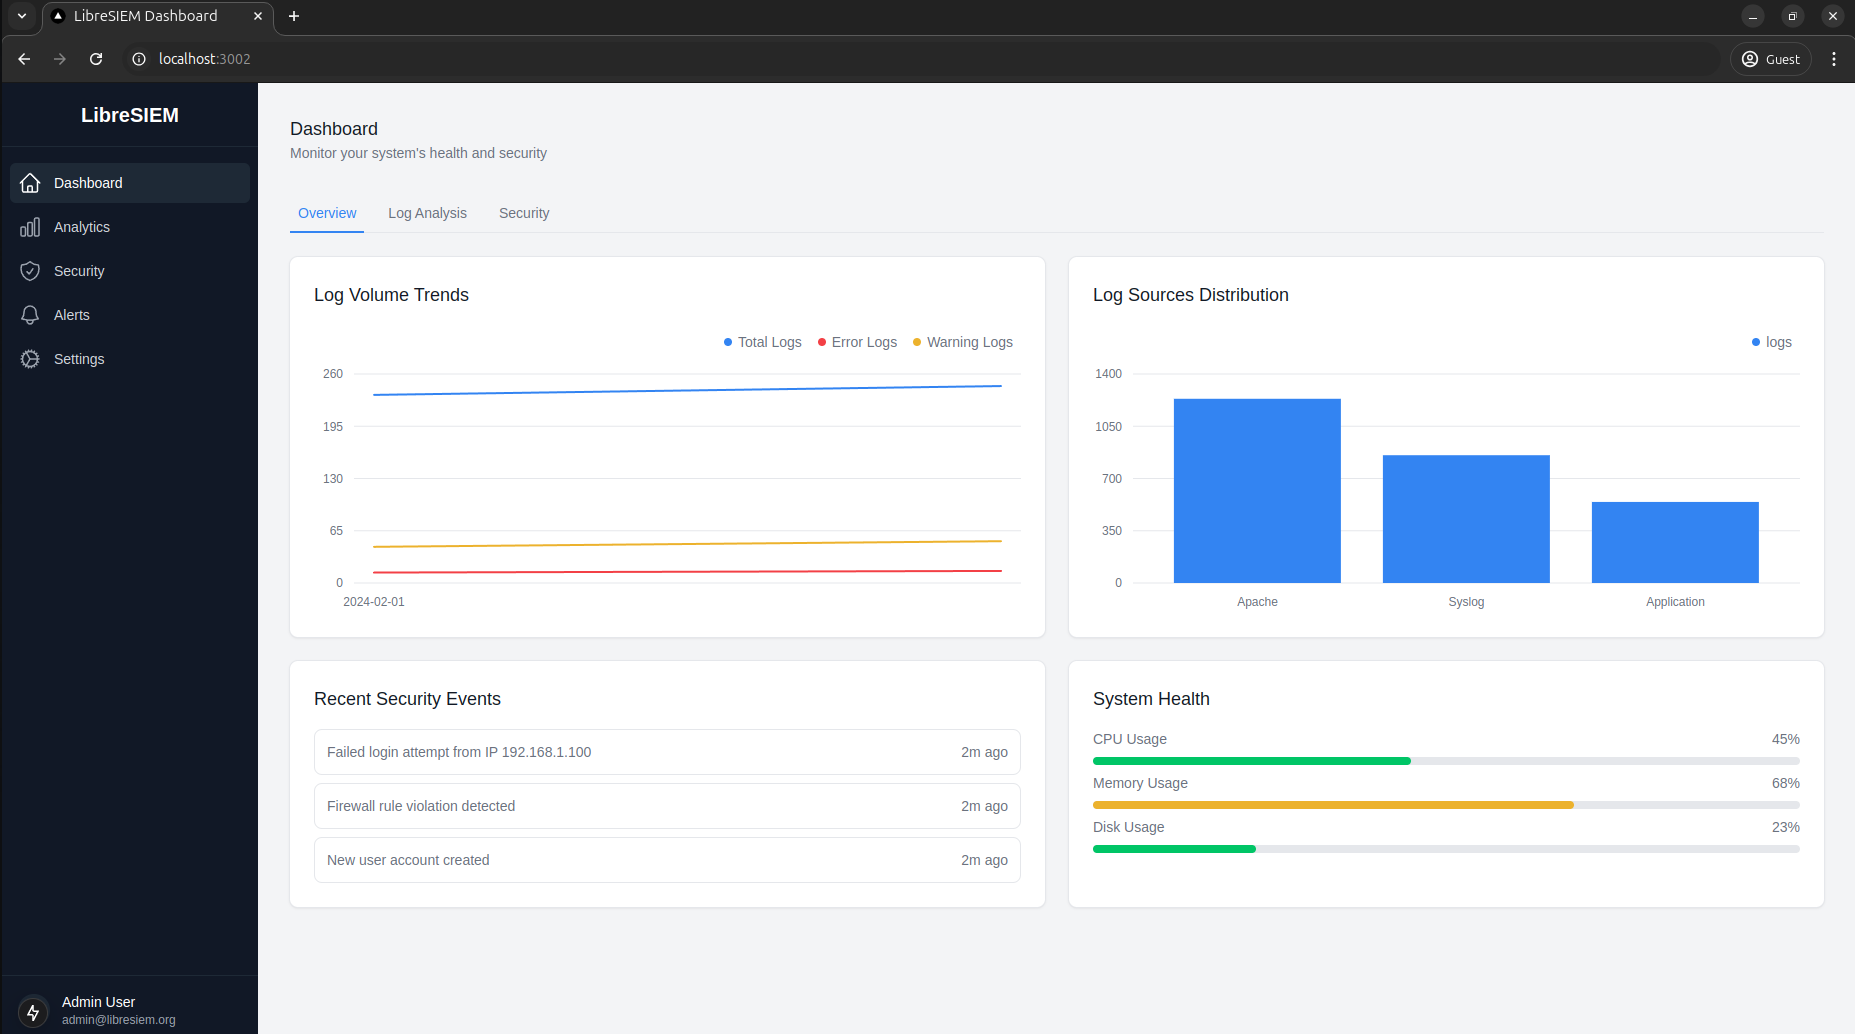 LibreSIEM Dashboard
localhost:3002
Guest
LibreSIEM
Dashboard
Analytics
Security
Alerts
Settings
Admin User
admin@libresiem.org
Dashboard
Monitor your system's health and security
Overview Log Analysis Security
Log Volume Trends
Total Logs Error Logs Warning Logs
260
195
130
65
0
2024-02-01
Log Sources Distribution
logs
1400
1050
700
350
0
Apache Syslog Application
Recent Security Events
Failed login attempt from IP 192.168.1.100 2m ago
Firewall rule violation detected 2m ago
New user account created 2m ago
System Health
CPU Usage 45%
Memory Usage 68%
Disk Usage 23%